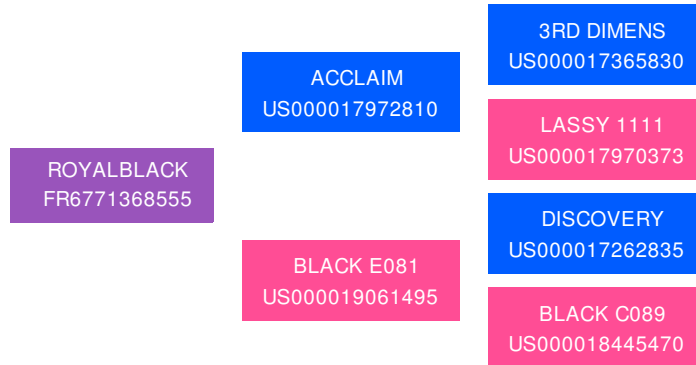 3RD DIMENS
US000017365830
ACCLAIM
US000017972810
LASSY 1111
US000017970373
ROYALBLACK
FR6771368555
DISCOVERY
US000017262835
BLACK E081
US000019061495
BLACK C089
US000018445470